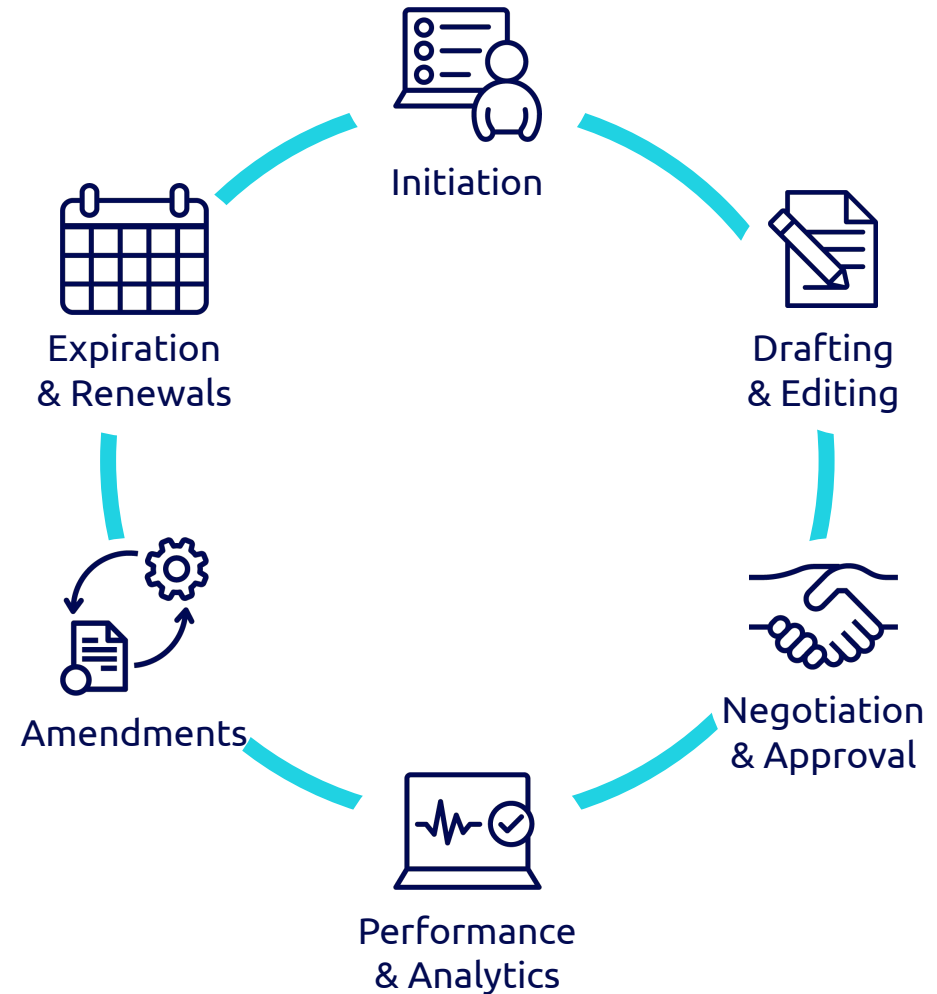 Initiation
Drafting
& Editing
Negotiation
& Approval
Performance
& Analytics
Amendments
Expiration
& Renewals